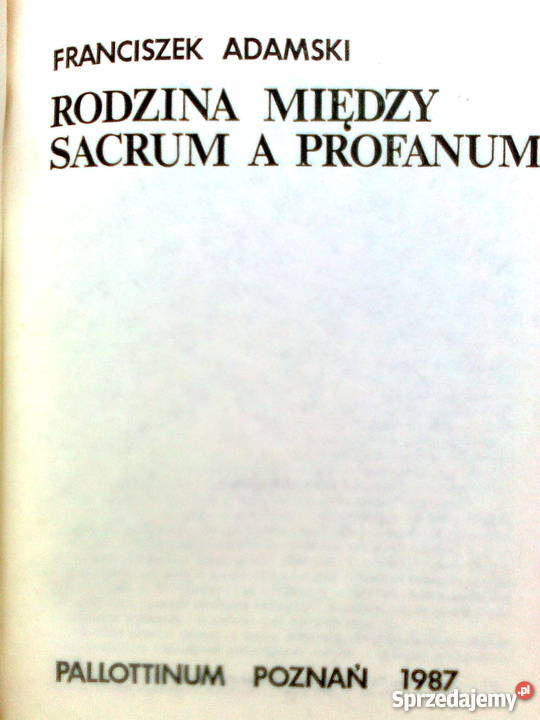 FRANCISZEK ADAMSKI
RODZINA MIĘDZY
SACRUM A PROFANUM
PALLOTTINUM POZNAŃ 1987
Sprzedajemy.pl